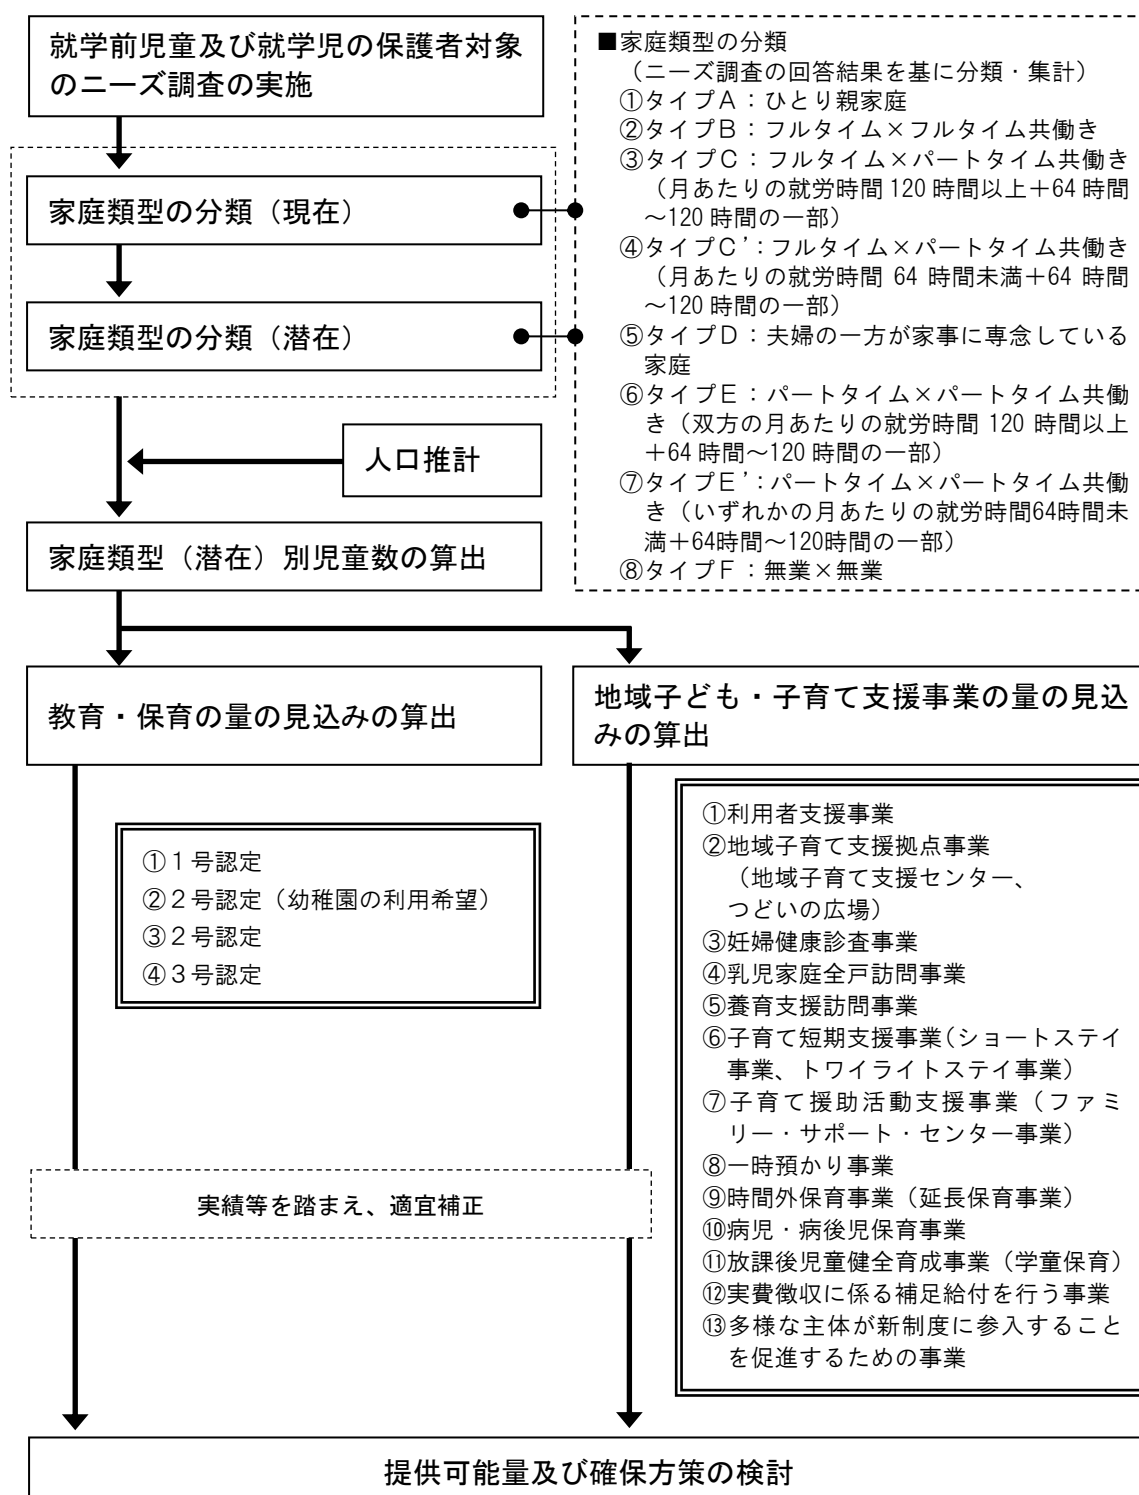 就学前児童及び就学児の保護者対象
のニーズ調査の実施
家庭類型の分類（現在）
家庭類型の分類（潜在）
人口推計
家庭類型（潜在）別児童数の算出
■家庭類型の分類
（ニーズ調査の回答結果を基に分類・集計）
①タイプＡ：ひとり親家庭
②タイプＢ：フルタイム×フルタイム共働き
③タイプＣ：フルタイム×パートタイム共働き
（月あたりの就労時間 120 時間以上＋64 時間
～120 時間の一部）
④タイプＣ’：フルタイム×パートタイム共働き
（月あたりの就労時間 64 時間未満＋64 時間
～120 時間の一部）
⑤タイプＤ：夫婦の一方が家事に専念している
家庭
⑥タイプＥ：パートタイム×パートタイム共働
き（双方の月あたりの就労時間 120 時間以上
＋64 時間～120 時間の一部）
⑦タイプＥ’：パートタイム×パートタイム共働
き（いずれかの月あたりの就労時間64時間未
満＋64時間～120時間の一部）
⑧タイプＦ：無業×無業
教育・保育の量の見込みの算出
①１号認定
②２号認定（幼稚園の利用希望）
③２号認定
④３号認定
地域子ども・子育て支援事業の量の見込
みの算出
①利用者支援事業
②地域子育て支援拠点事業
（地域子育て支援センター、
つどいの広場）
③妊婦健康診査事業
④乳児家庭全戸訪問事業
⑤養育支援訪問事業
⑥子育て短期支援事業（ショートステイ
事業、トワイライトステイ事業）
⑦子育て援助活動支援事業（ファミ
リー・サポート・センター事業）
⑧一時預かり事業
⑨時間外保育事業（延長保育事業）
⑩病児・病後児保育事業
⑪放課後児童健全育成事業（学童保育）
⑫実費徴収に係る補足給付を行う事業
⑬多様な主体が新制度に参入すること
を促進するための事業
実績等を踏まえ、適宜補正
提供可能量及び確保方策の検討